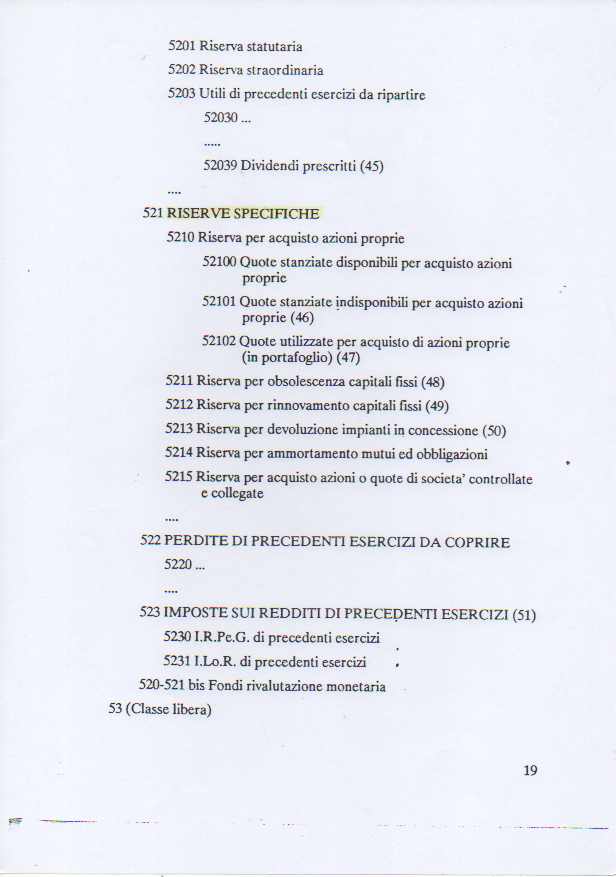 5201 Riserva statutaria
5202 Riserva straordinaria
5203 Utili di precedenti esercizi da ripartire
52030 ...
.....
52039 Dividendi prescritti (45)
....
521 RISERVE SPECIFICHE
5210 Riserva per acquisto azioni proprie
52100 Quote stanziate disponibili per acquisto azioni
proprie
52101 Quote stanziate indisponibili per acquisto azioni
proprie (46)
52102 Quote utilizzate per acquisto di azioni proprie
(in portafoglio) (47)
5211 Riserva per obsolescenza capitali fissi (48)
5212 Riserva per rinnovamento capitali fissi (49)
5213 Riserva per devoluzione impianti in concessione (50)
5214 Riserva per ammortamento mutui ed obbligazioni
5215 Riserva per acquisto azioni o quote di societa' controllate
e collegate
....
522 PERDITE DI PRECEDENTI ESERCIZI DA COPRIRE
5220 ...
....
523 IMPOSTE SUI REDDITI DI PRECEDENTI ESERCIZI (51)
5230 I.R.Pe.G. di precedenti esercizi
5231 I.Lo.R. di precedenti esercizi
520-521 bis Fondi rivalutazione monetaria
53 (Classe libera)
19